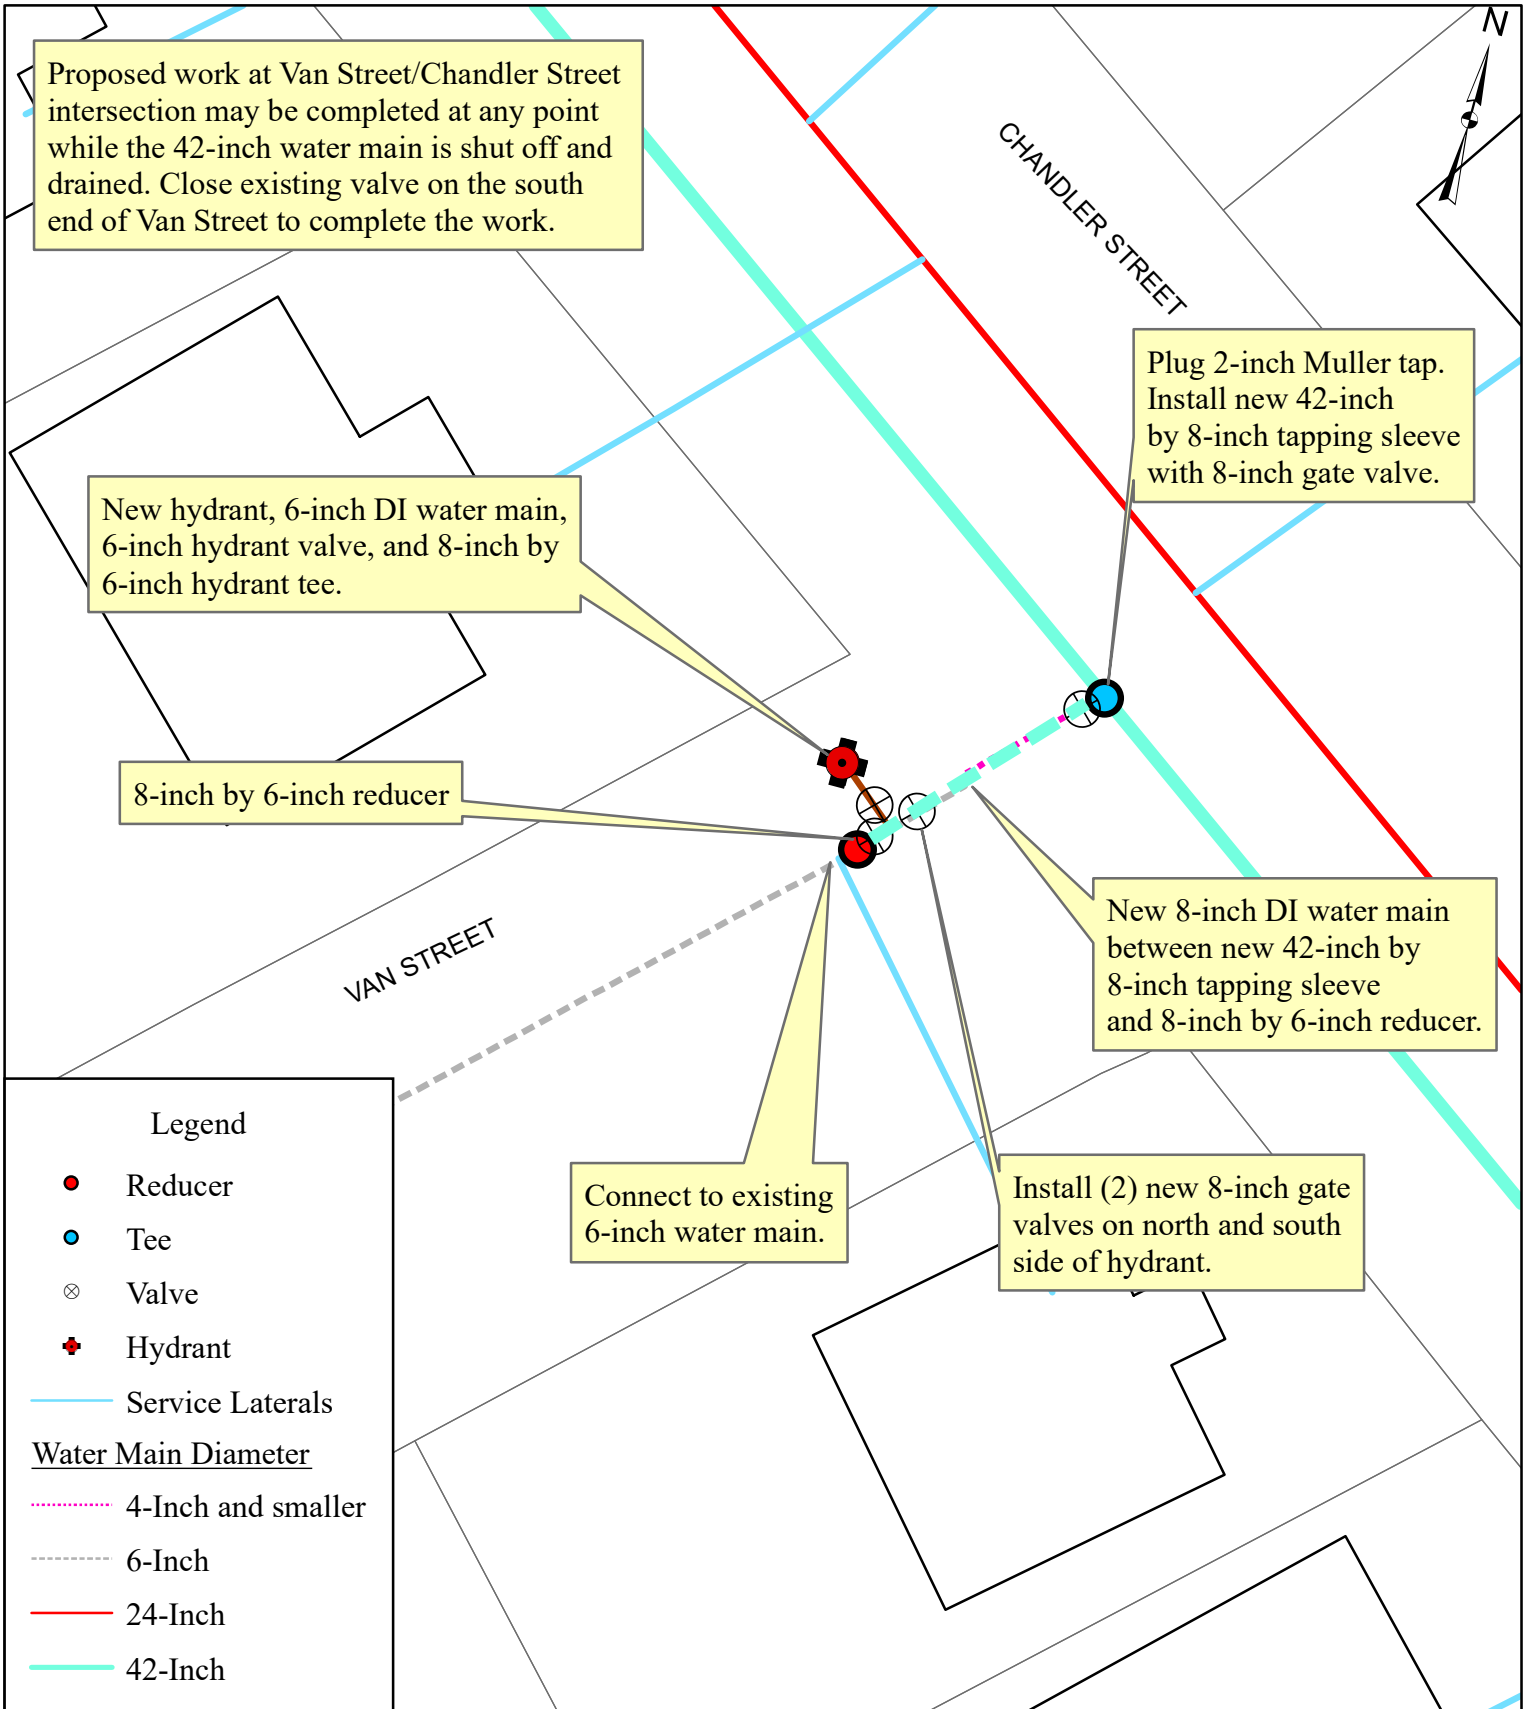 N
Proposed work at Van Street/Chandler Street
intersection may be completed at any point
while the 42-inch water main is shut off and
drained. Close existing valve on the south
end of Van Street to complete the work.
CHANDLER STREET
Plug 2-inch Muller tap.
Install new 42-inch
by 8-inch tapping sleeve
with 8-inch gate valve.
New hydrant, 6-inch DI water main,
6-inch hydrant valve, and 8-inch by
6-inch hydrant tee.
8-inch by 6-inch reducer
New 8-inch DI water main
between new 42-inch by
8-inch tapping sleeve
and 8-inch by 6-inch reducer.
VAN STREET
Connect to existing
6-inch water main.
Install (2) new 8-inch gate
valves on north and south
side of hydrant.
Legend
Reducer
Tee
Valve
Hydrant
Service Laterals
Water Main Diameter
4-Inch and smaller
6-Inch
24-Inch
42-Inch